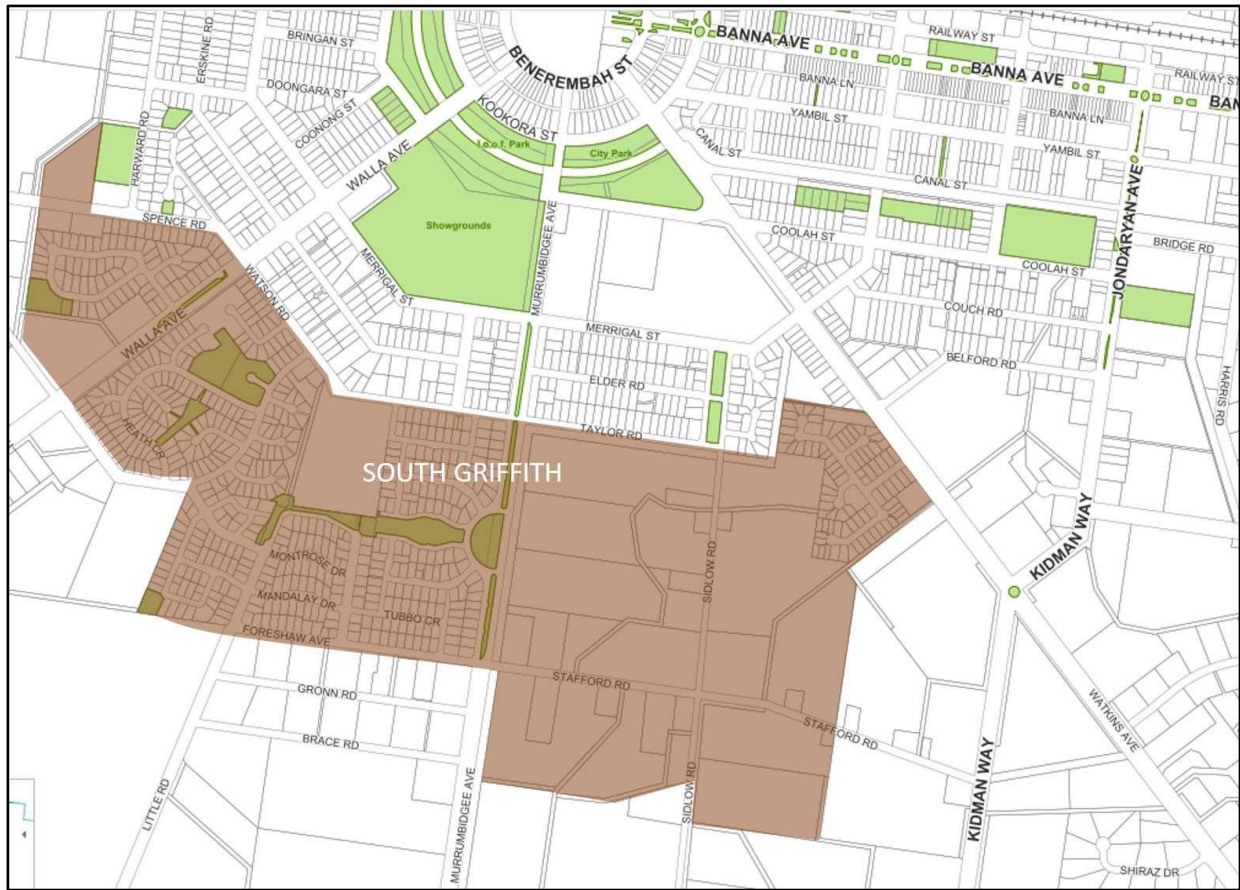 RAILWAY ST
BANNA AVE
BRINGAN ST
ERSKINE RD
BENEREMBAH ST
BANNA AVE
RAILWAY ST
BANNA LN
DOONGARA ST
BAN
COONONG ST
KOOKORA ST
YAMBIL ST
BANNA LN
HARWARD RD
I.o.o.f. Park
City Park
CANAL ST
YAMBIL ST
WALLA AVE
CANAL ST
JONDARYAN AVE
SPENCE RD
Showgrounds
MURRUMBIDGEE AVE
COOLAH ST
BRIDGE RD
COOLAH ST
WATSON RD
MERRIGAL ST
COUCH RD
WALLA AVE
MERRIGAL ST
BELFORD RD
ELDER RD
HARRIS RD
HEATH CR
TAYLOR RD
SOUTH GRIFFITH
MONTROSE DR
SIDLOW RD
KIDMAN WAY
MANDALAY DR
TUBBO CR
FORESHAW AVE
STAFFORD RD
GRONN RD
WATKINS AVE
STAFFORD RD
BRACE RD
LITTLE RD
MURRUMBIDGEE AVE
SIDLOW RD
KIDMAN WAY
SHIRAZ DR